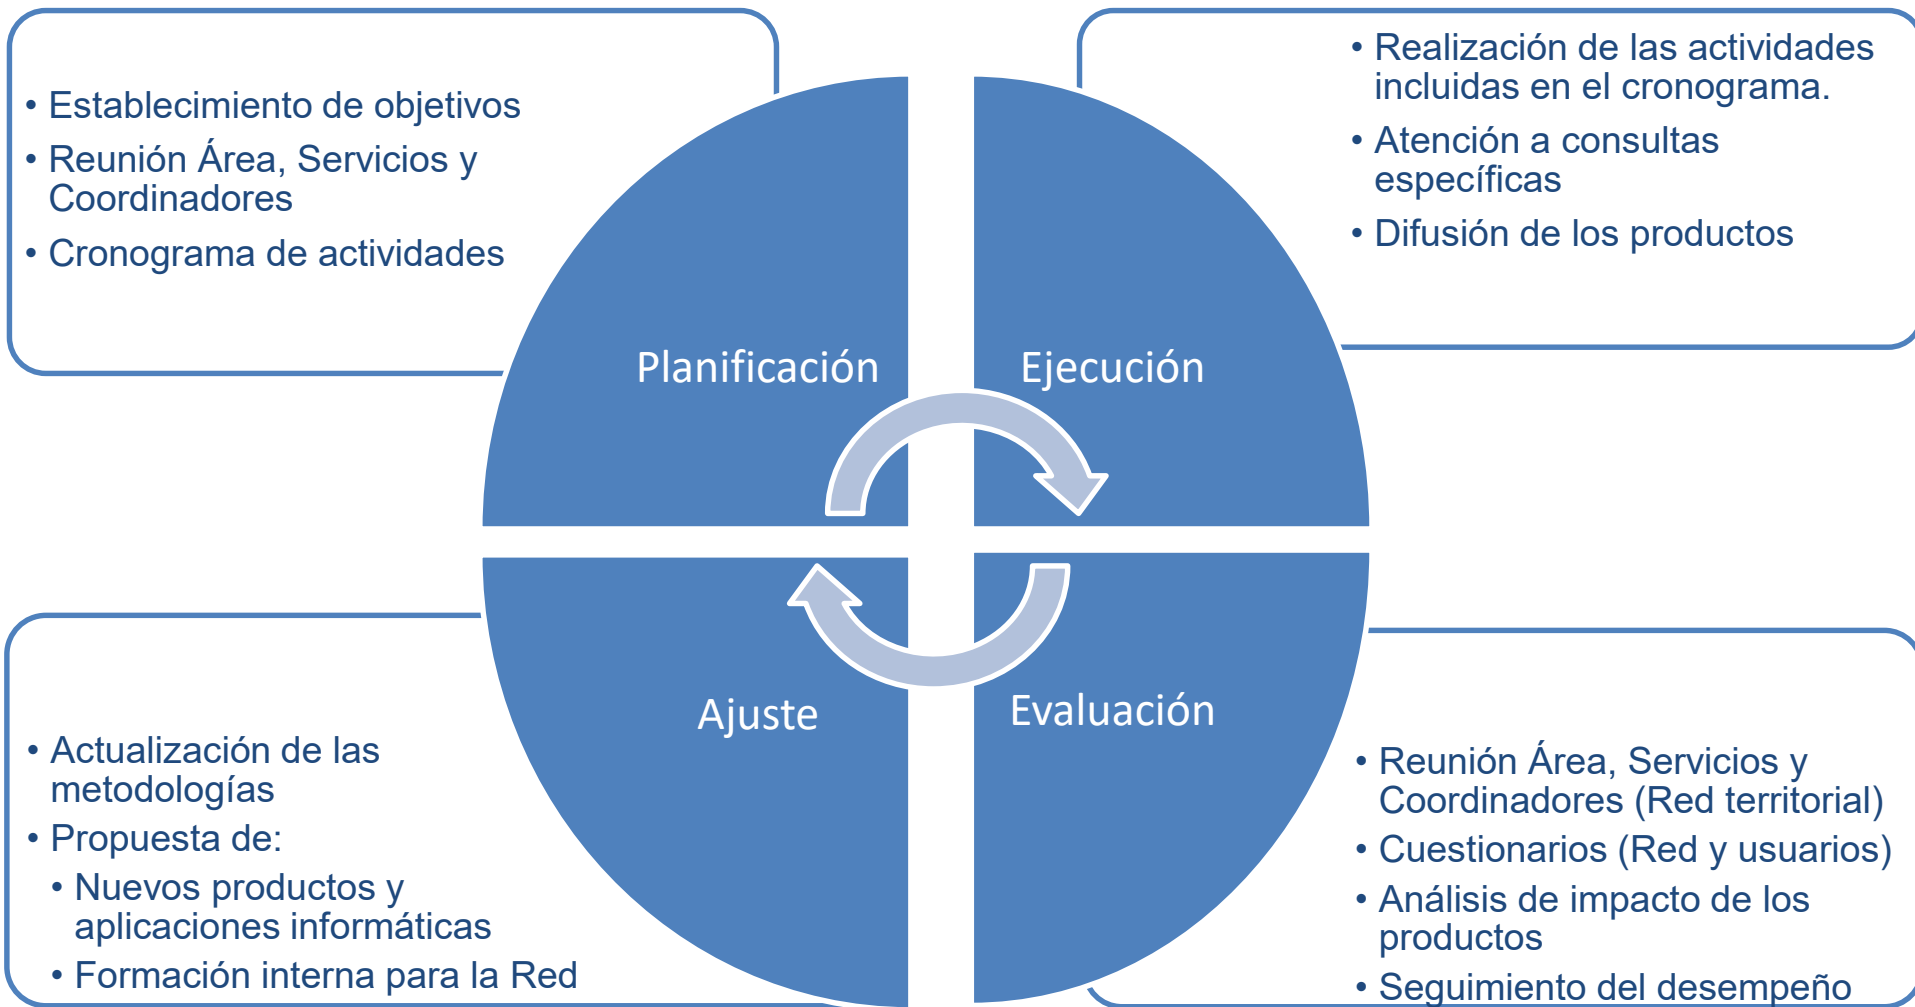 • Establecimiento de objetivos
• Reunión Área, Servicios y
Coordinadores
• Cronograma de actividades
• Realización de las actividades
incluidas en el cronograma.
• Atención a consultas
específicas
• Difusión de los productos
Planificación
Ejecución
Ajuste
Evaluación
• Actualización de las
metodologías
• Propuesta de:
• Nuevos productos y
aplicaciones informáticas
• Formación interna para la Red
• Reunión Área, Servicios y
Coordinadores (Red territorial)
• Cuestionarios (Red y usuarios)
• Análisis de impacto de los
productos
• Seguimiento del desempeño